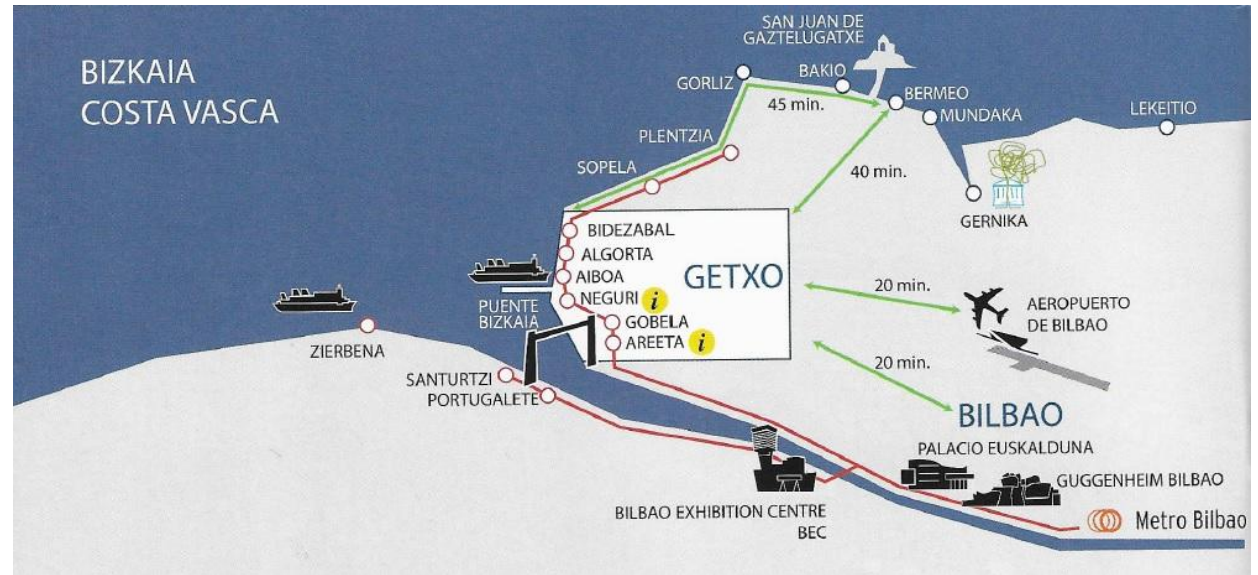 BIZKAIA
COSTA VASCA
SAN JUAN DE
GAZTELUGATXE
GORLIZ
BAKIO
BERMEO
MUNDAKA
LEKEITIO
45 min.
PLENTZIA
SOPELA
40 min.
GERNIKA
BIDEZABAL
ALGORTA
AIBOA
NEGURI i
GETXO
PUENTE
BIZKAIA
GOBELA
AREETA i
20 min.
AEROPUERTO
DE BILBAO
ZIERBENA
SANTURTZI
PORTUGALETE
20 min.
BILBAO
PALACIO EUSKALDUNA
GUGGENHEIM BILBAO
BILBAO EXHIBITION CENTRE
BEC
Metro Bilbao